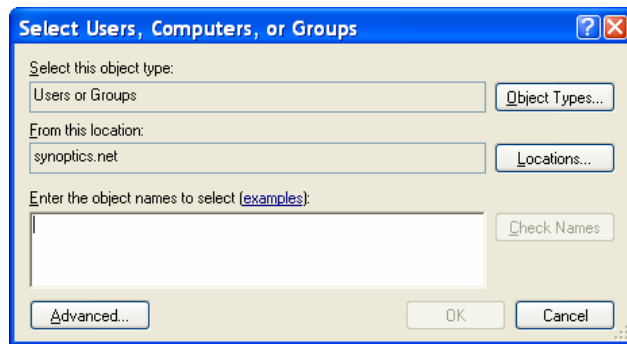 Select Users, Computers, or Groups
Select this object type:
Users or Groups
Object Types...
From this location:
synoptics.net
Locations...
Enter the object names to select (examples):
Check Names
Advanced...
OK
Cancel